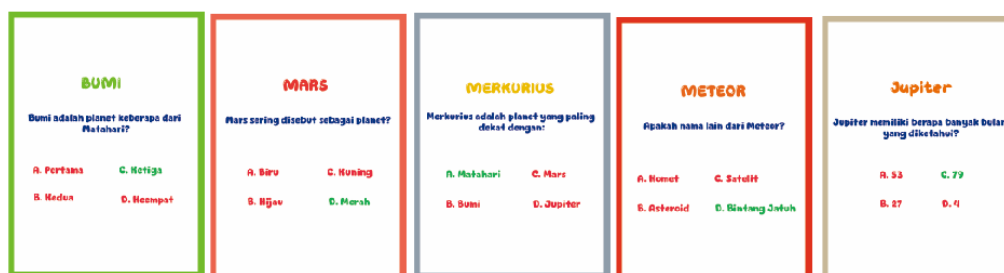 BUMI
Bumi adalah planet keberapa dari
Matahari?
A. Pertama C. Ketiga
B. Kedua D. Keempat
MARS
Mars sering disebut sebagai planet?
A. Biru C. Kuning
B. Hijau D. Merah
MERKURIUS
Merkurius adalah planet yang paling
dekat dengan:
A. Matahari C. Mars
B. Bumi D. Jupiter
METEOR
Apakah nama lain dari Meteor?
A. Komet C. Satelit
B. Asteroid D. Bintang Jatuh
Jupiter
Jupiter memiliki berapa banyak bulan
yang diketahui?
A. 53 C. 79
B. 27 D. 4